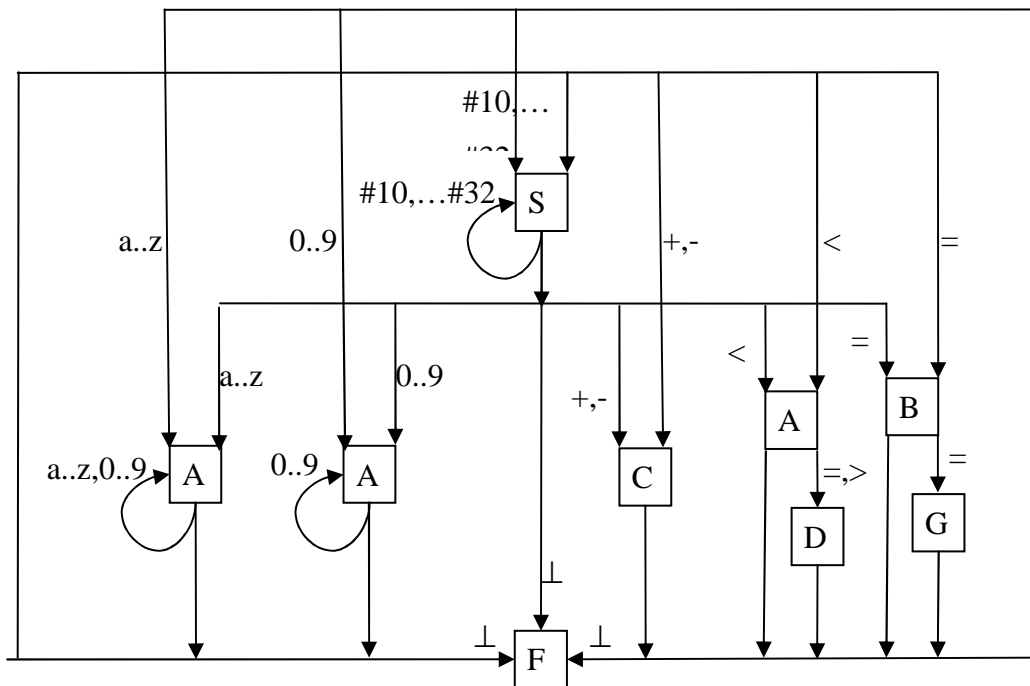 #10,…
#10,…#32
S
a..z
0..9
+,-
<
=
<
=
a..z
0..9
+,-
A
B
a..z,0..9
A
0..9
A
C
=,>
=
D
G
⊥
⊥
⊥
F